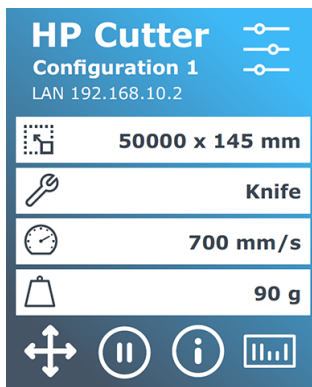 HP Cutter
Configuration 1
LAN 192.168.10.2
50000 x 145 mm
Knife
700 mm/s
90 g